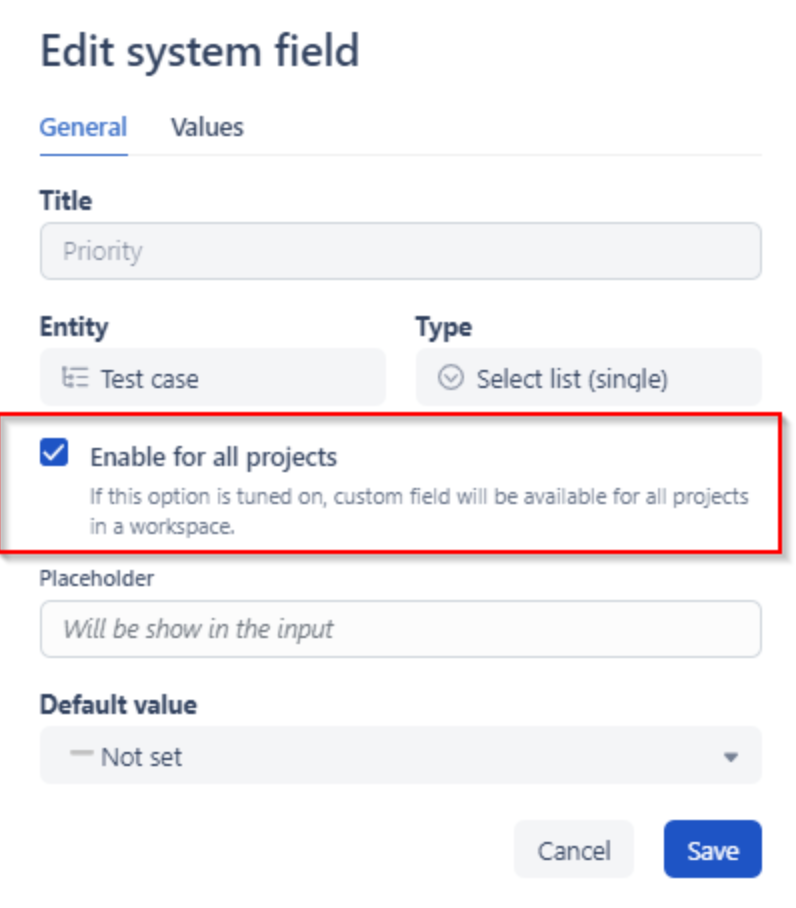 Edit system field
General Values
Title
Priority
Entity Type
Test case Select list (single)
Enable for all projects
If this option is tuned on, custom field will be available for all projects
in a workspace.
Placeholder
Will be show in the input
Default value
Not set
Cancel Save